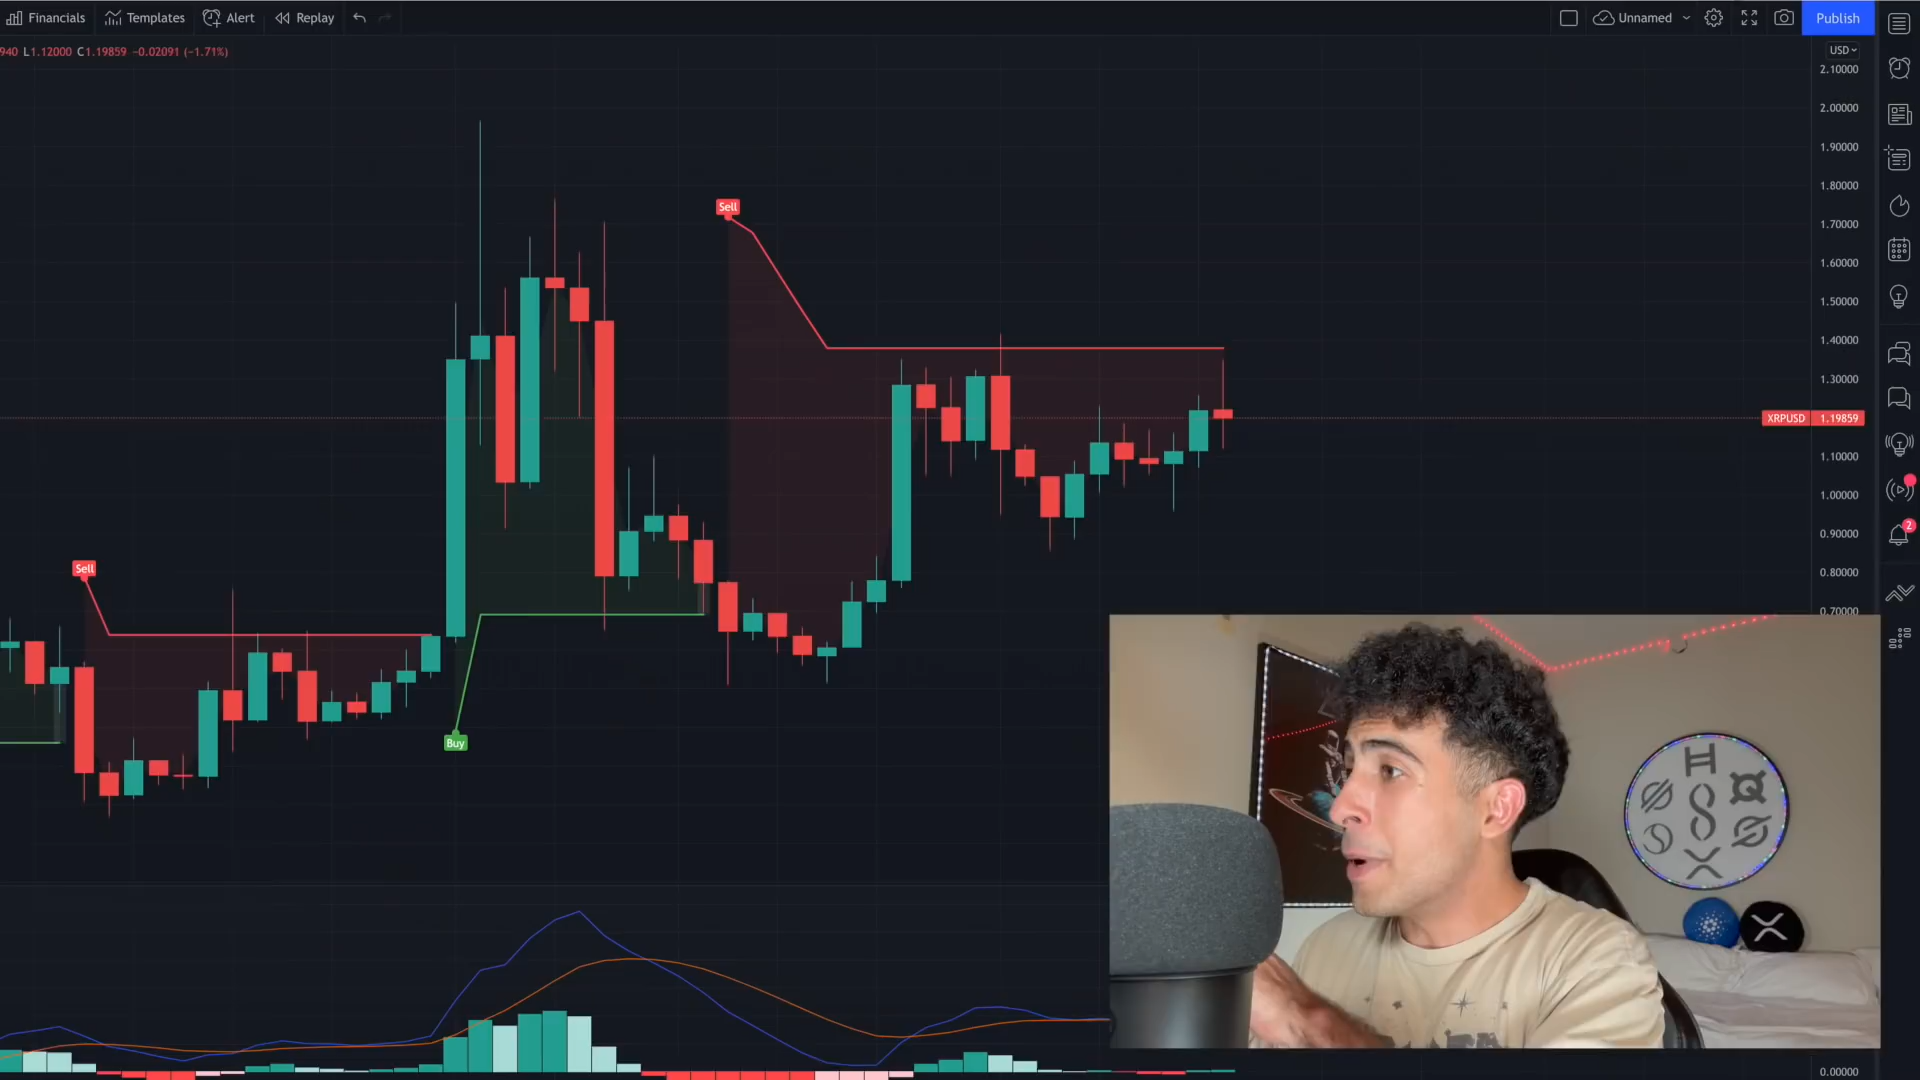 Financials Templates Alert Replay Unnamed Publish
940 L1.12000 C1.19859 −0.02091 (−1.71%)
USD
2.10000
2.00000
1.90000
1.80000
Sell
1.70000
1.60000
1.50000
1.40000
1.30000
XRPUSD 1.19859
1.10000
1.00000
2
0.90000
Sell
0.80000
0.70000
Buy
0.00000